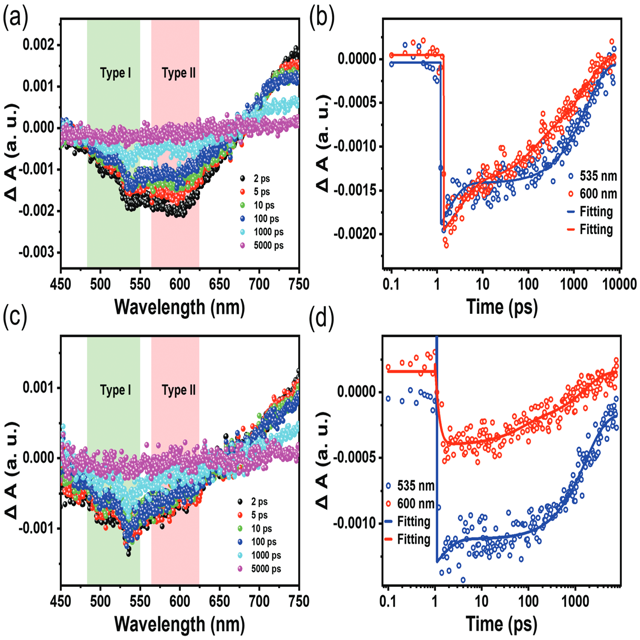 (a)
Type I
Type II
2 ps
5 ps
10 ps
100 ps
1000 ps
5000 ps
0.002
0.001
0.000
-0.001
-0.002
-0.003
Δ A (a. u.)
450 500 550 600 650 700 750
Wavelength (nm)
(b)
0.0000
-0.0005
-0.0010
-0.0015
-0.0020
Δ A (a. u.)
535 nm
600 nm
Fitting
Fitting
0.1 1 10 100 1000 10000
Time (ps)
(c)
Type I
Type II
2 ps
5 ps
10 ps
100 ps
1000 ps
5000 ps
0.001
0.000
-0.001
Δ A (a. u.)
450 500 550 600 650 700 750
Wavelength (nm)
(d)
0.0000
-0.0005
-0.0010
Δ A (a. u.)
535 nm
600 nm
Fitting
Fitting
0.1 1 10 100 1000 10000
Time (ps)